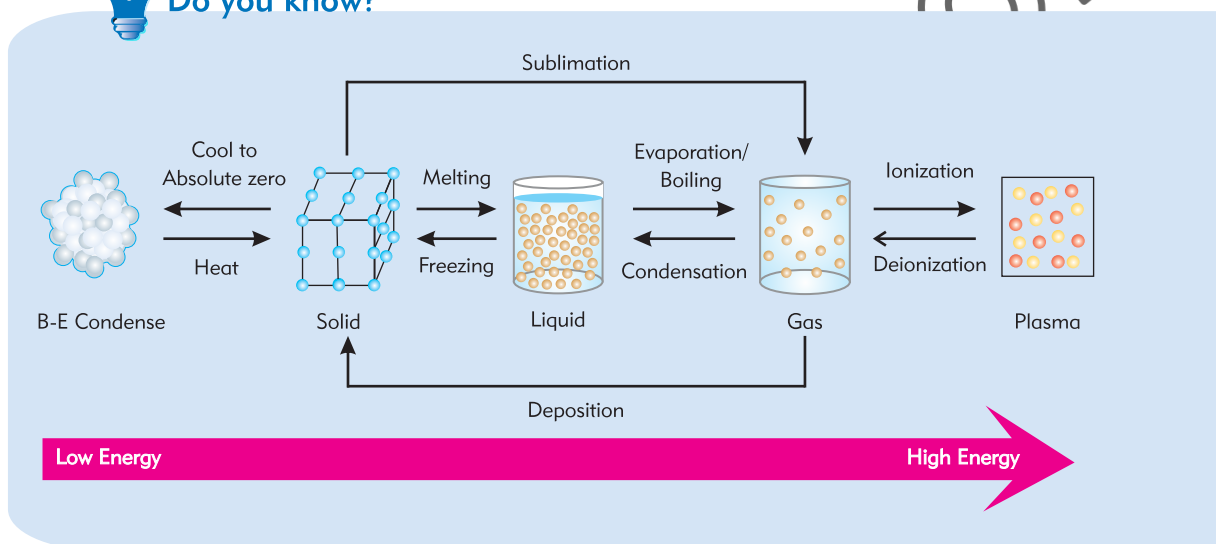 Do you know?
Sublimation
Cool to
Absolute zero
Melting
Evaporation/
Boiling
Ionization
Heat
Freezing
Condensation
Deionization
B-E Condense
Solid
Liquid
Gas
Plasma
Deposition
Low Energy
High Energy